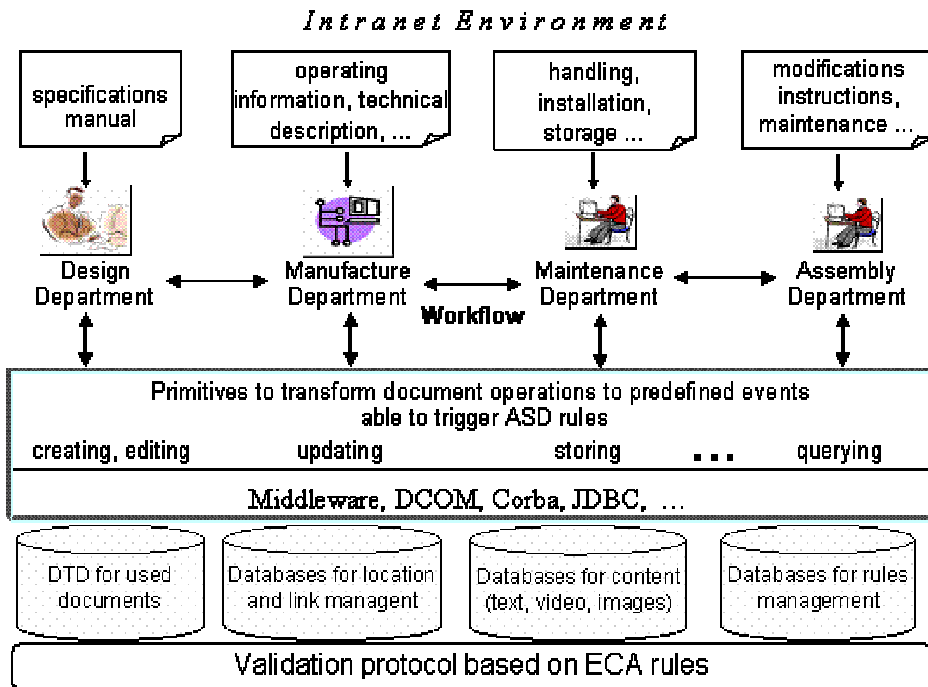 Intranet Environment
specifications
manual
operating
information, technical
description, ...
handling,
installation,
storage ...
modifications
instructions,
maintenance ...
Design
Department
Manufacture
Department
Maintenance
Department
Assembly
Department
Workflow
Primitives to transform document operations to predefined events
able to trigger ASD rules
creating, editing
updating
storing
...
querying
Middleware, DCOM, Corba, JDBC, ...
DTD for used
documents
Databases for location
and link managent
Databases for content
(text, video, images)
Databases for rules
management
Validation protocol based on ECA rules